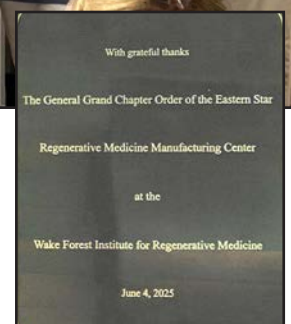 With grateful thanks
The General Grand Chapter Order of the Eastern Star
Regenerative Medicine Manufacturing Center
at the
Wake Forest Institute for Regenerative Medicine
June 4, 2025